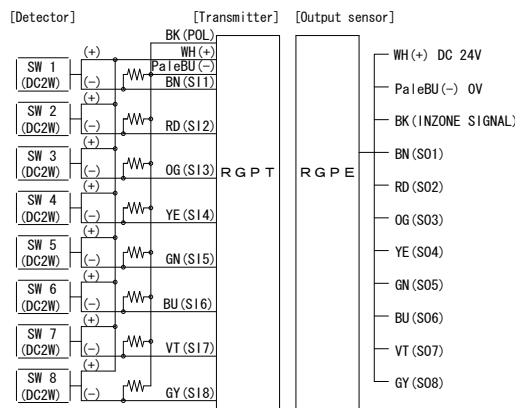 [Detector] [Transmitter] [Output sensor]
BK(POL)
(+) WH(+)
PaleBU(−)
SW 1
(DC2W) (−) BN(SI1)
(+)
SW 2
(DC2W) (−) RD(SI2)
(+)
SW 3
(DC2W) (−) OG(SI3)
(+)
SW 4
(DC2W) (−) YE(SI4)
(+)
SW 5
(DC2W) (−) GN(SI5)
(+)
SW 6
(DC2W) (−) BU(SI6)
(+)
SW 7
(DC2W) (−) VT(SI7)
(+)
SW 8
(DC2W) (−) GY(SI8)
RGPT
RGPE
WH(+) DC 24V
PaleBU(−) 0V
BK(INZONE SIGNAL)
BN(SO1)
RD(SO2)
OG(SO3)
YE(SO4)
GN(SO5)
BU(SO6)
VT(SO7)
GY(SO8)